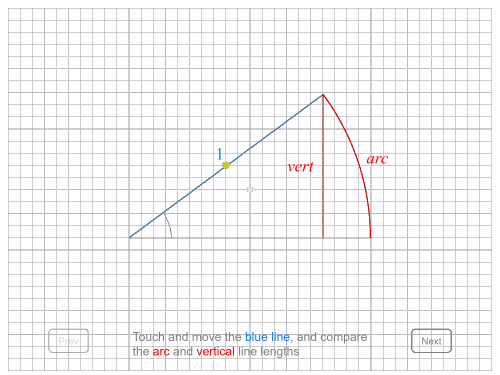 1
vert
arc
Prev
Touch and move the blue line, and compare
the arc and vertical line lengths
Next